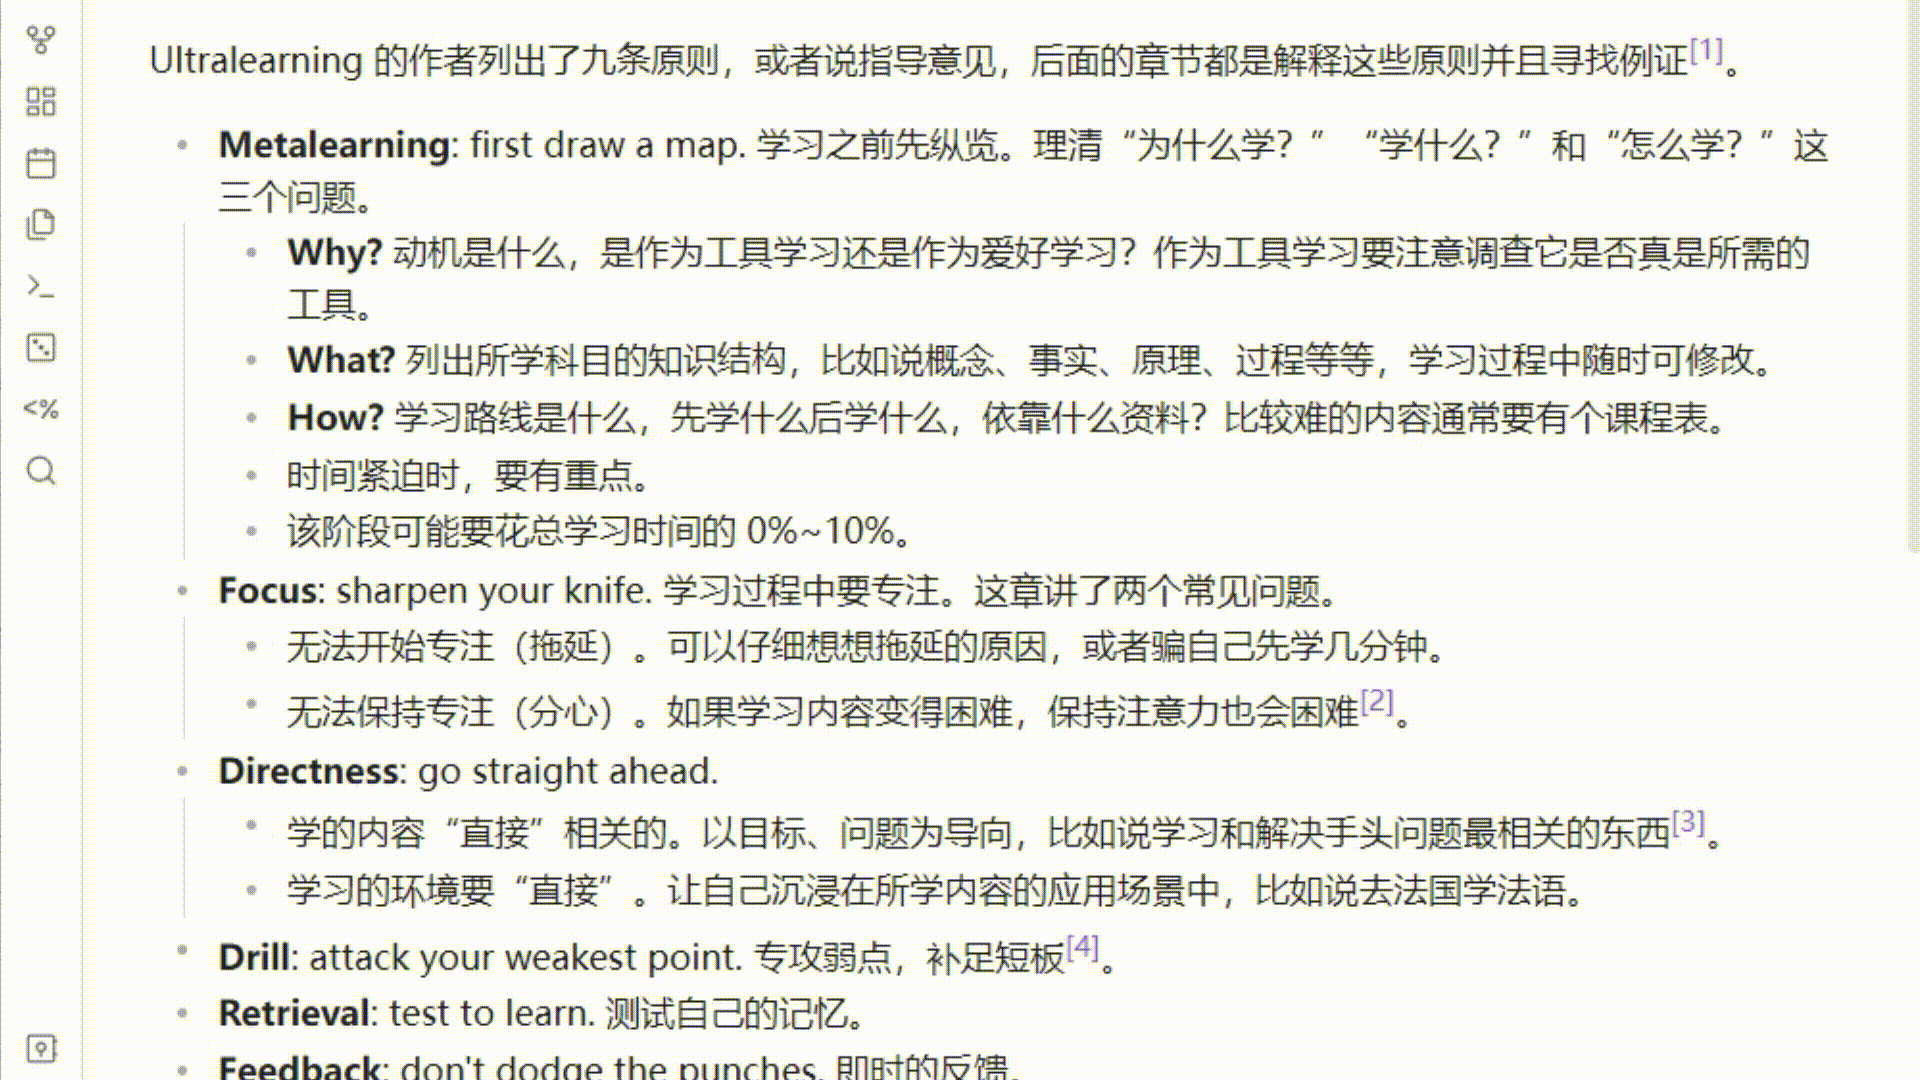 Ultralearning 的作者列出了九条原则，或者说指导意见，后面的章节都是解释这些原则并且寻找例证[1]。
Metalearning: first draw a map. 学习之前先纵览。理清“为什么学？”“学什么？”和“怎么学？”这
三个问题。
Why? 动机是什么，是作为工具学习还是作为爱好学习？作为工具学习要注意调查它是否真是所需的
工具。
What? 列出所学科目的知识结构，比如说概念、事实、原理、过程等等，学习过程中随时可修改。
How? 学习路线是什么，先学什么后学什么，依靠什么资料？比较难的内容通常要有个课程表。
时间紧迫时，要有重点。
该阶段可能要花总学习时间的 0%~10%。
Focus: sharpen your knife. 学习过程中要专注。这章讲了两个常见问题。
无法开始专注（拖延）。可以仔细想想拖延的原因，或者骗自己先学几分钟。
无法保持专注（分心）。如果学习内容变得困难，保持注意力也会困难[2]。
Directness: go straight ahead.
学的内容“直接”相关的。以目标、问题为导向，比如说学习和解决手头问题最相关的东西[3]。
学习的环境要“直接”。让自己沉浸在所学内容的应用场景中，比如说去法国学法语。
Drill: attack your weakest point. 专攻弱点，补足短板[4]。
Retrieval: test to learn. 测试自己的记忆。
Feedback: don't dodge the punches. 即时的反馈。